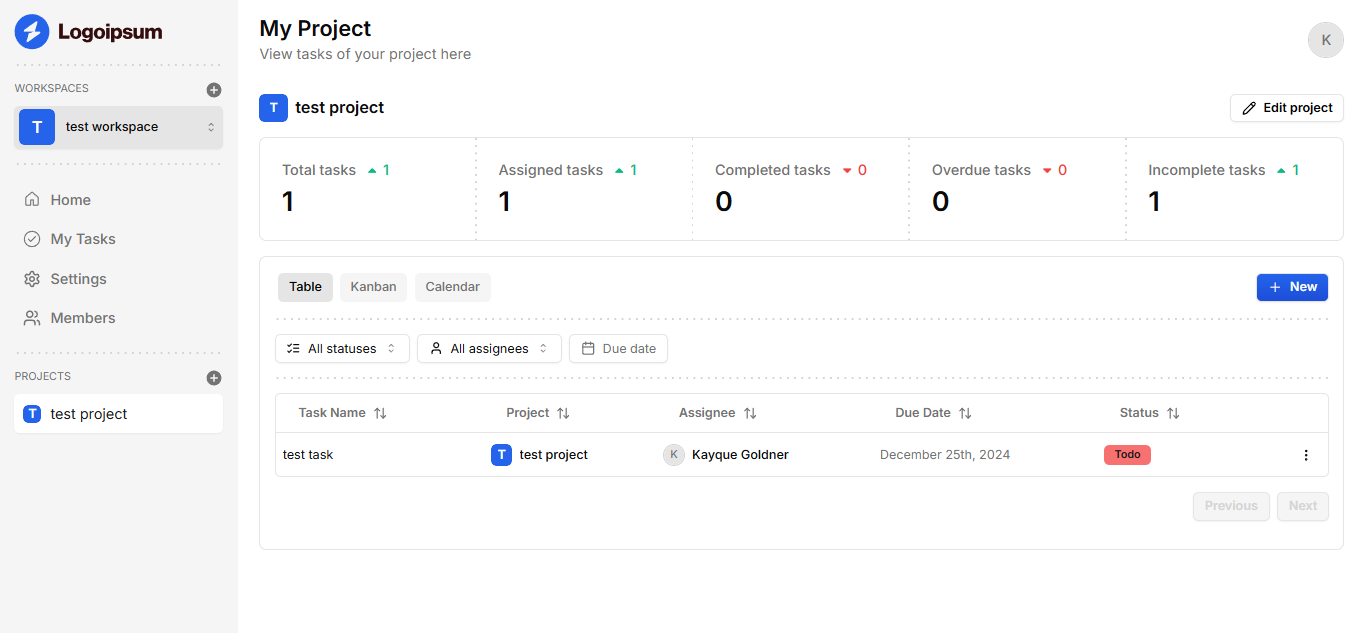 Logoipsum
WORKSPACES
T test workspace
Home
My Tasks
Settings
Members
PROJECTS
T test project
My Project
View tasks of your project here
K
T test project
Edit project
Total tasks 1
1
Assigned tasks 1
1
Completed tasks 0
0
Overdue tasks 0
0
Incomplete tasks 1
1
Table Kanban Calendar
New
All statuses All assignees Due date
Task Name Project Assignee Due Date Status
test task T test project K Kayque Goldner December 25th, 2024 Todo
Previous Next